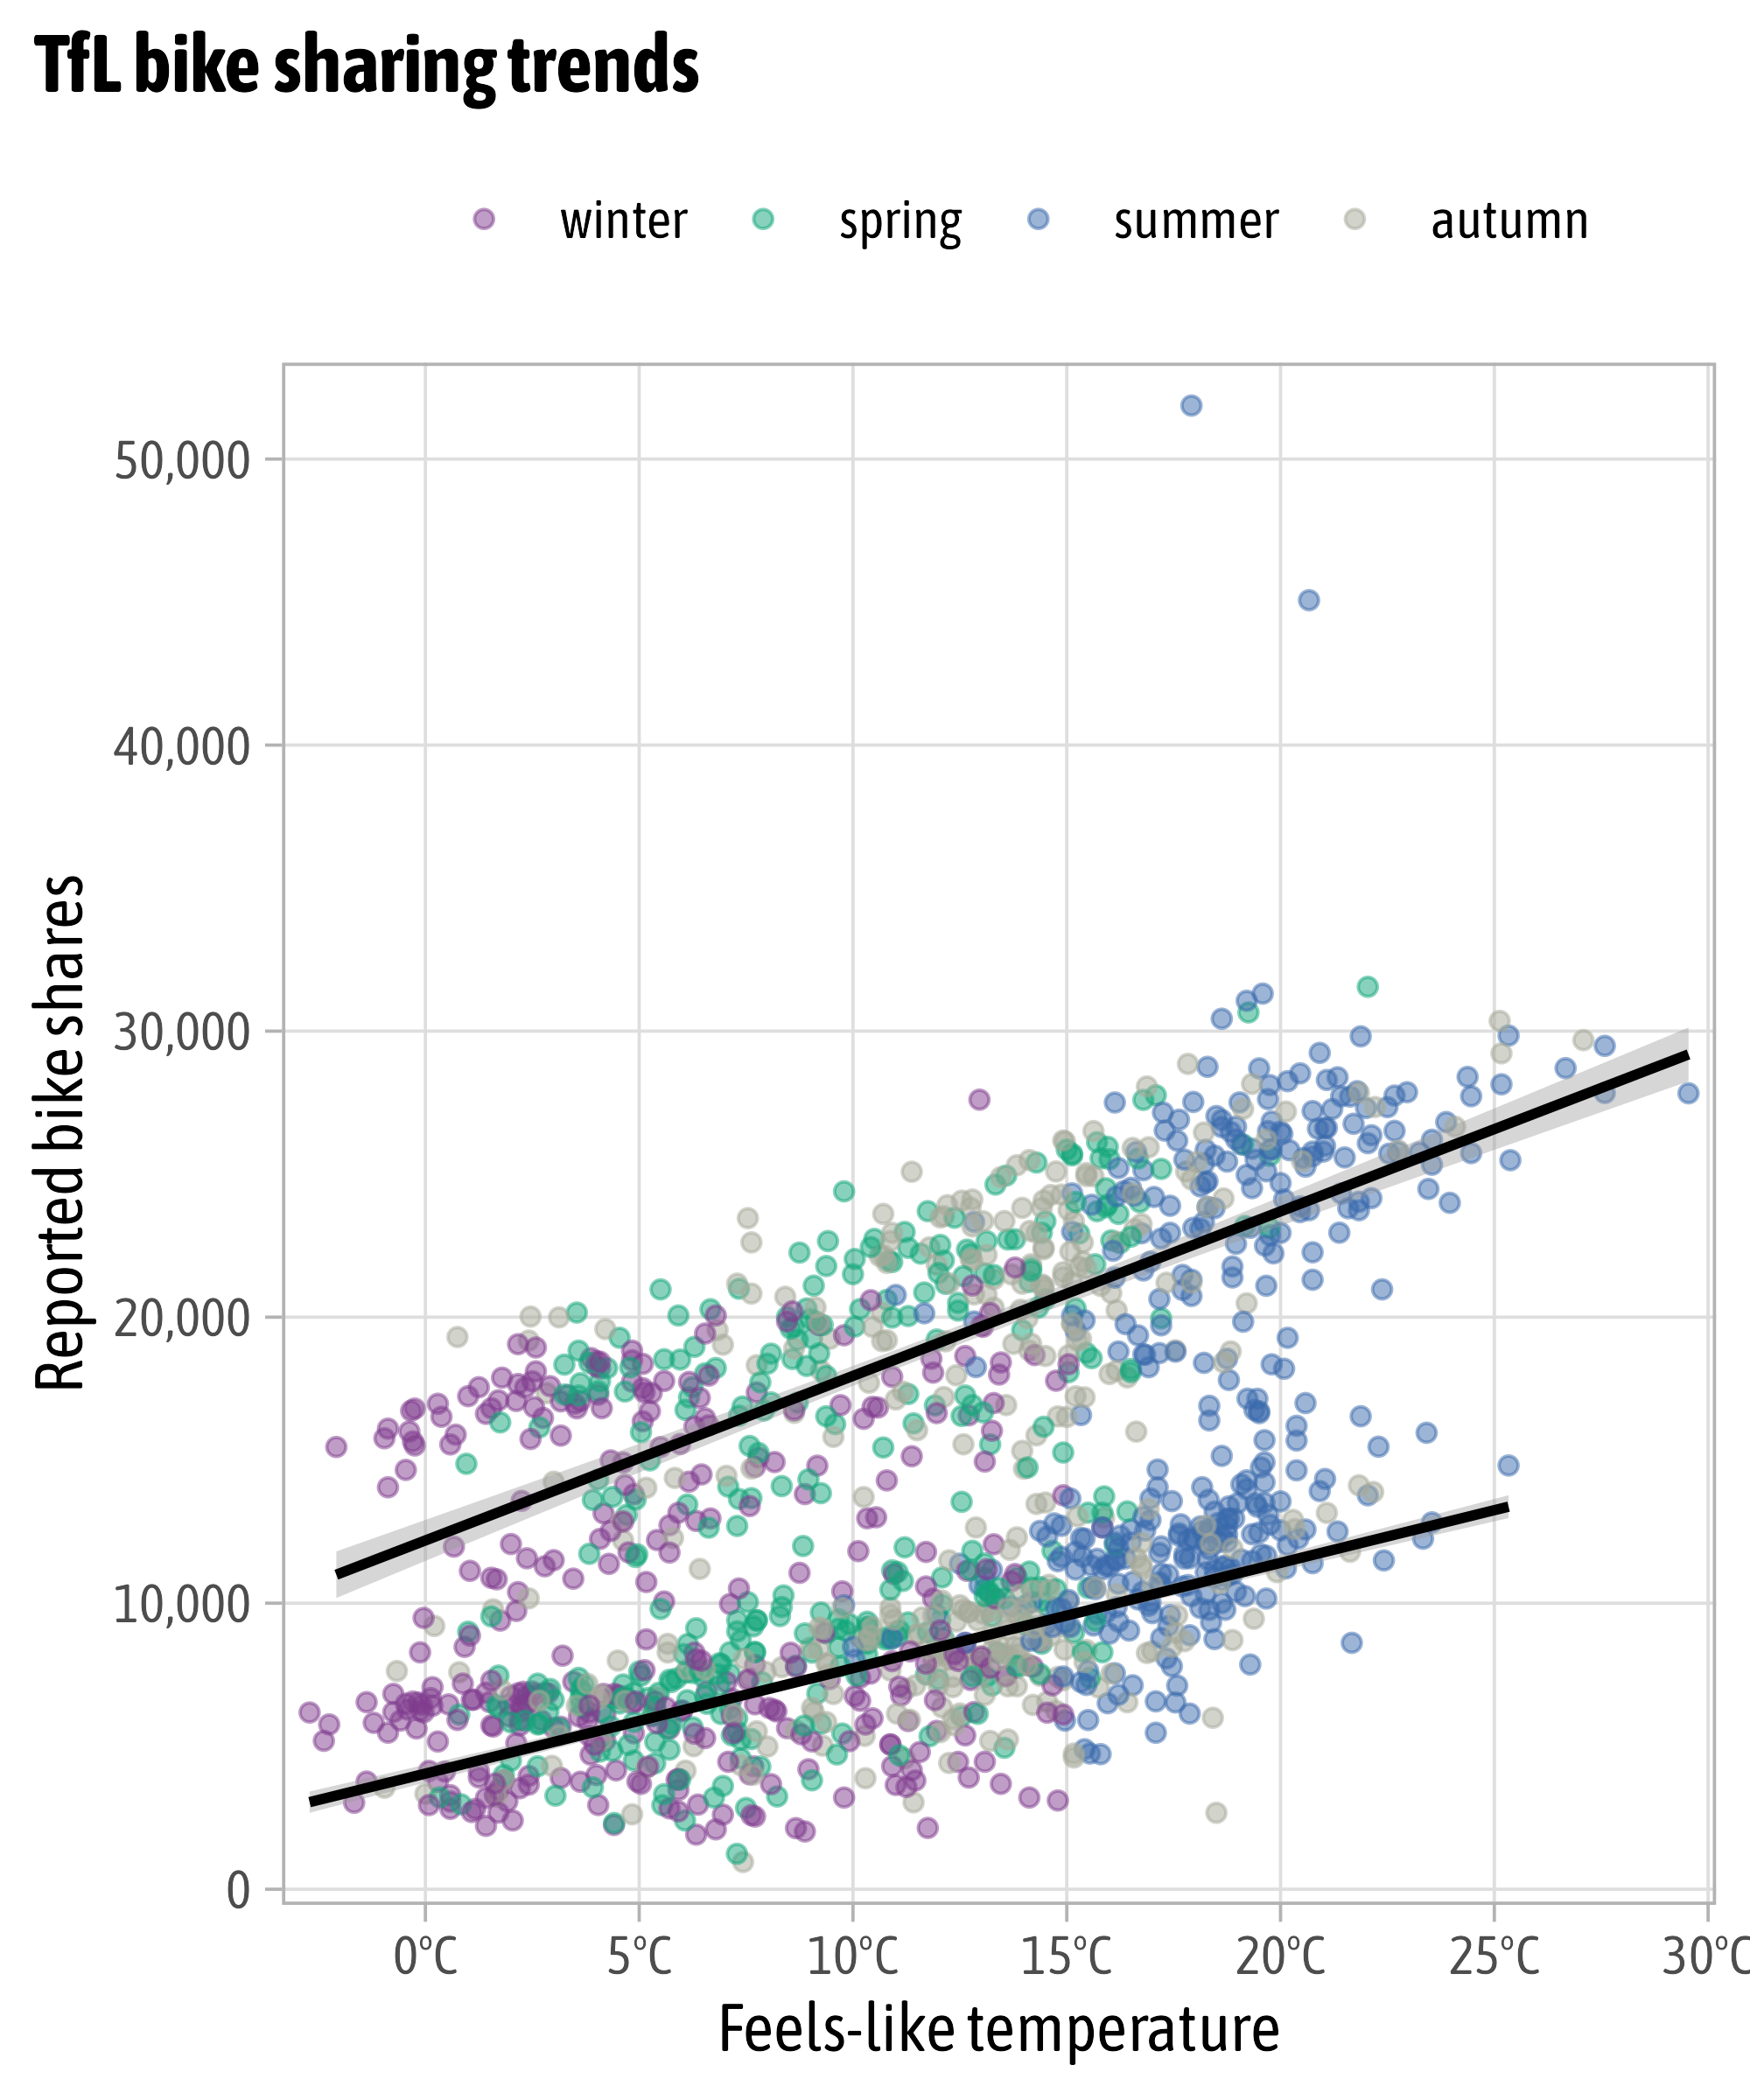 TfL bike sharing trends
winter spring summer autumn
50,000
40,000
30,000
20,000
10,000
0
Reported bike shares
0°C 5°C 10°C 15°C 20°C 25°C 30°C
Feels-like temperature